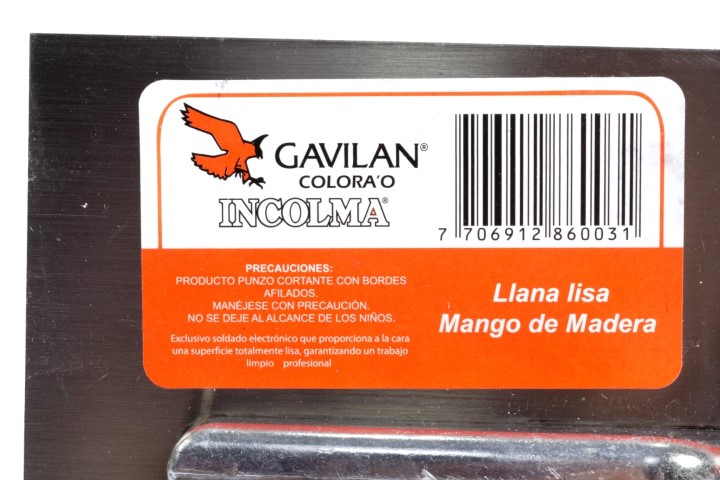 GAVILAN®
COLORA'O
INCOLMA®
7 706912 860031
PRECAUCIONES:
PRODUCTO PUNZO CORTANTE CON BORDES
AFILADOS.
MANÉJESE CON PRECAUCIÓN.
NO SE DEJE AL ALCANCE DE LOS NIÑOS.
Exclusivo soldado electrónico que proporciona a la cara
una superficie totalmente lisa, garantizando un trabajo
limpio profesional
Llana lisa
Mango de Madera